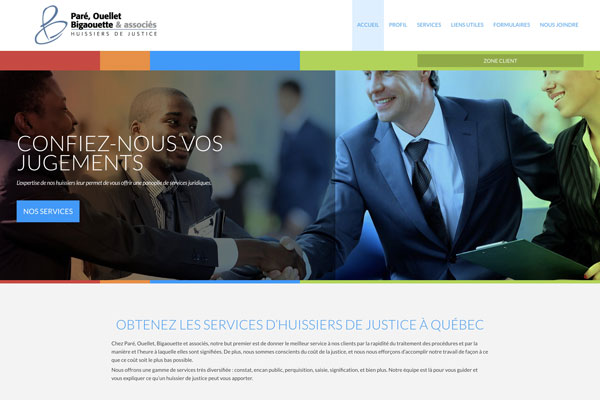 Paré, Ouellet
Bigaouette & associés
HUISSIERS DE JUSTICE
ACCUEIL PROFIL SERVICES LIENS UTILES FORMULAIRES NOUS JOINDRE
ZONE CLIENT
CONFIEZ-NOUS VOS
JUGEMENTS
L'expertise de nos huissiers leur permet de vous offrir une panoplie de services juridiques.
NOS SERVICES
OBTENEZ LES SERVICES D'HUISSIERS DE JUSTICE À QUÉBEC
Chez Paré, Ouellet, Bigaouette et associés, notre but premier est de donner le meilleur service à nos clients par la rapidité du traitement des procédures et par la
manière et l'heure à laquelle elles sont signifiées. De plus, nous sommes conscients du coût de la justice, et nous nous efforçons d'accomplir notre travail de façon à ce
que ce coût soit le plus bas possible.
Nous offrons une gamme de services très diversifiée : constat, encan public, perquisition, saisie, signification, et bien plus. Notre équipe est là pour vous guider et
vous expliquer ce qu'un huissier de justice peut vous apporter.